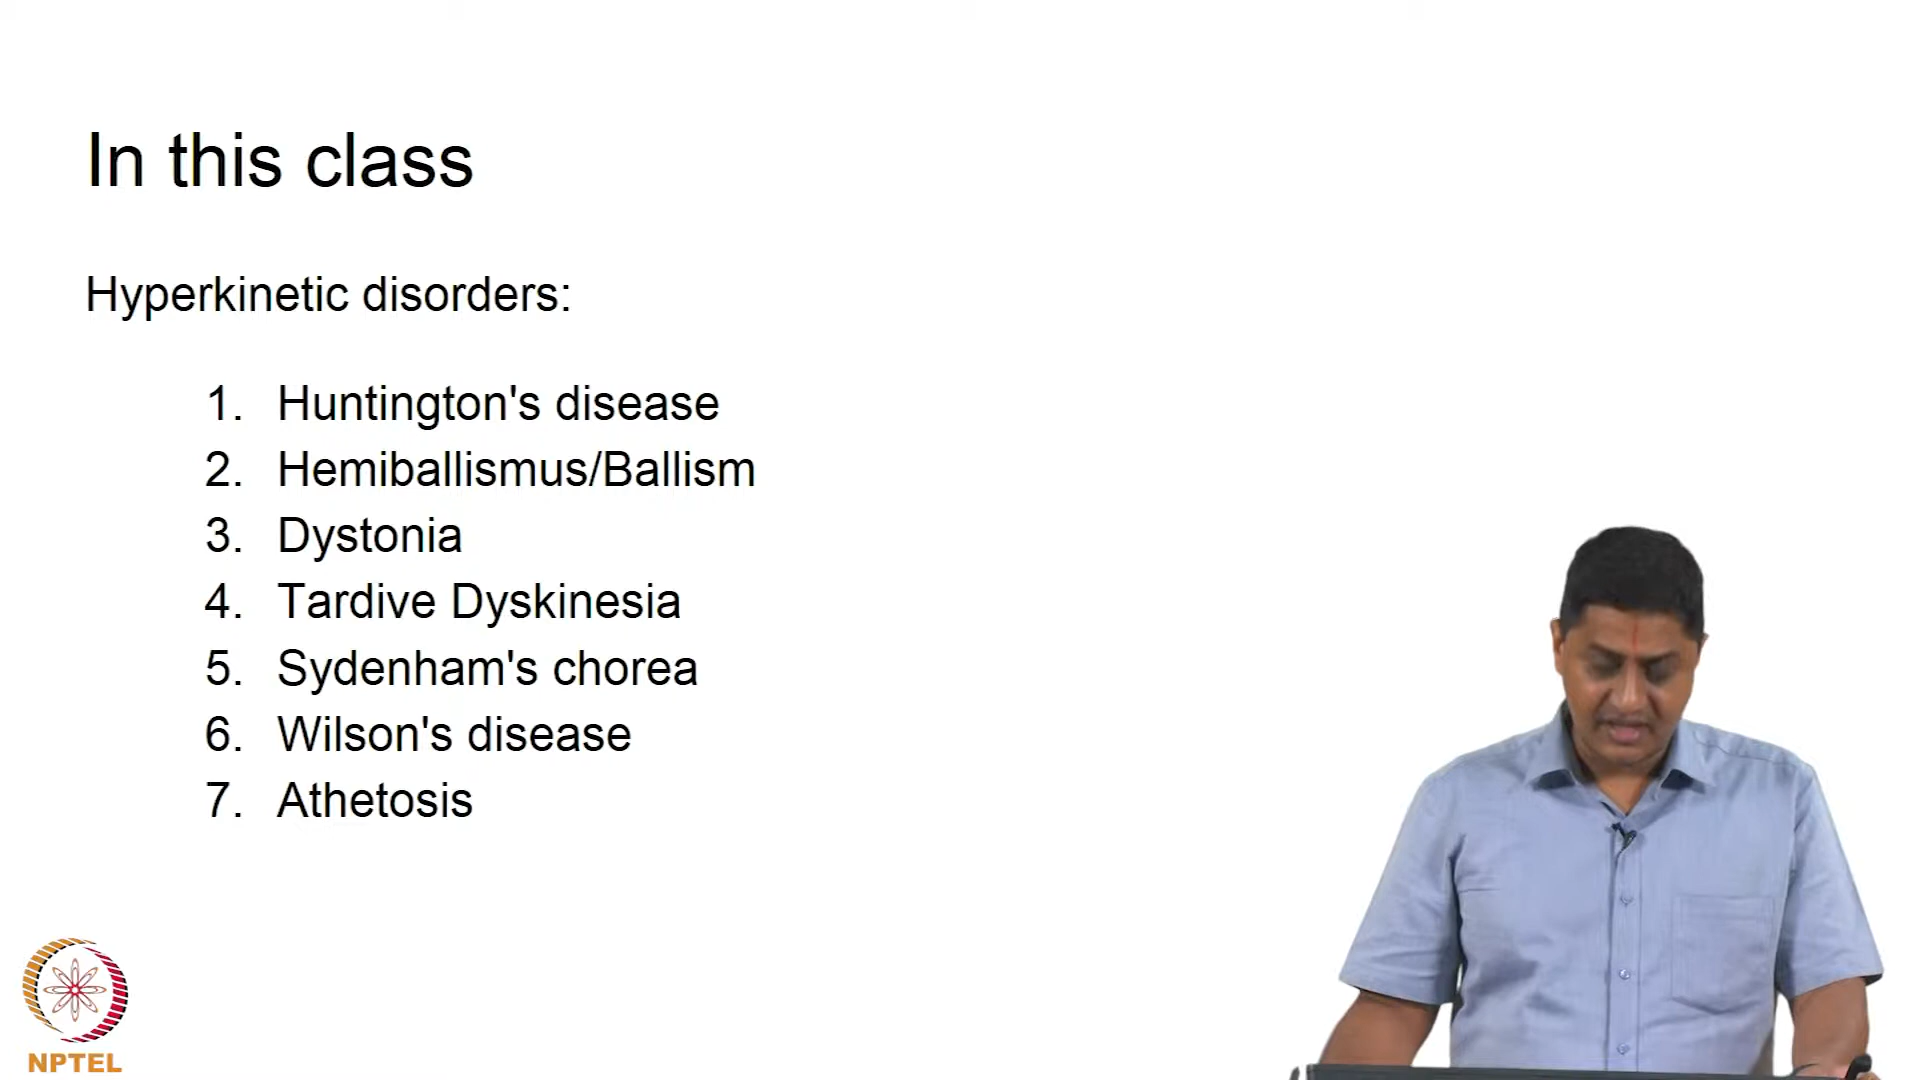 In this class
Hyperkinetic disorders:
1. Huntington's disease
2. Hemiballismus/Ballism
3. Dystonia
4. Tardive Dyskinesia
5. Sydenham's chorea
6. Wilson's disease
7. Athetosis
NPTEL